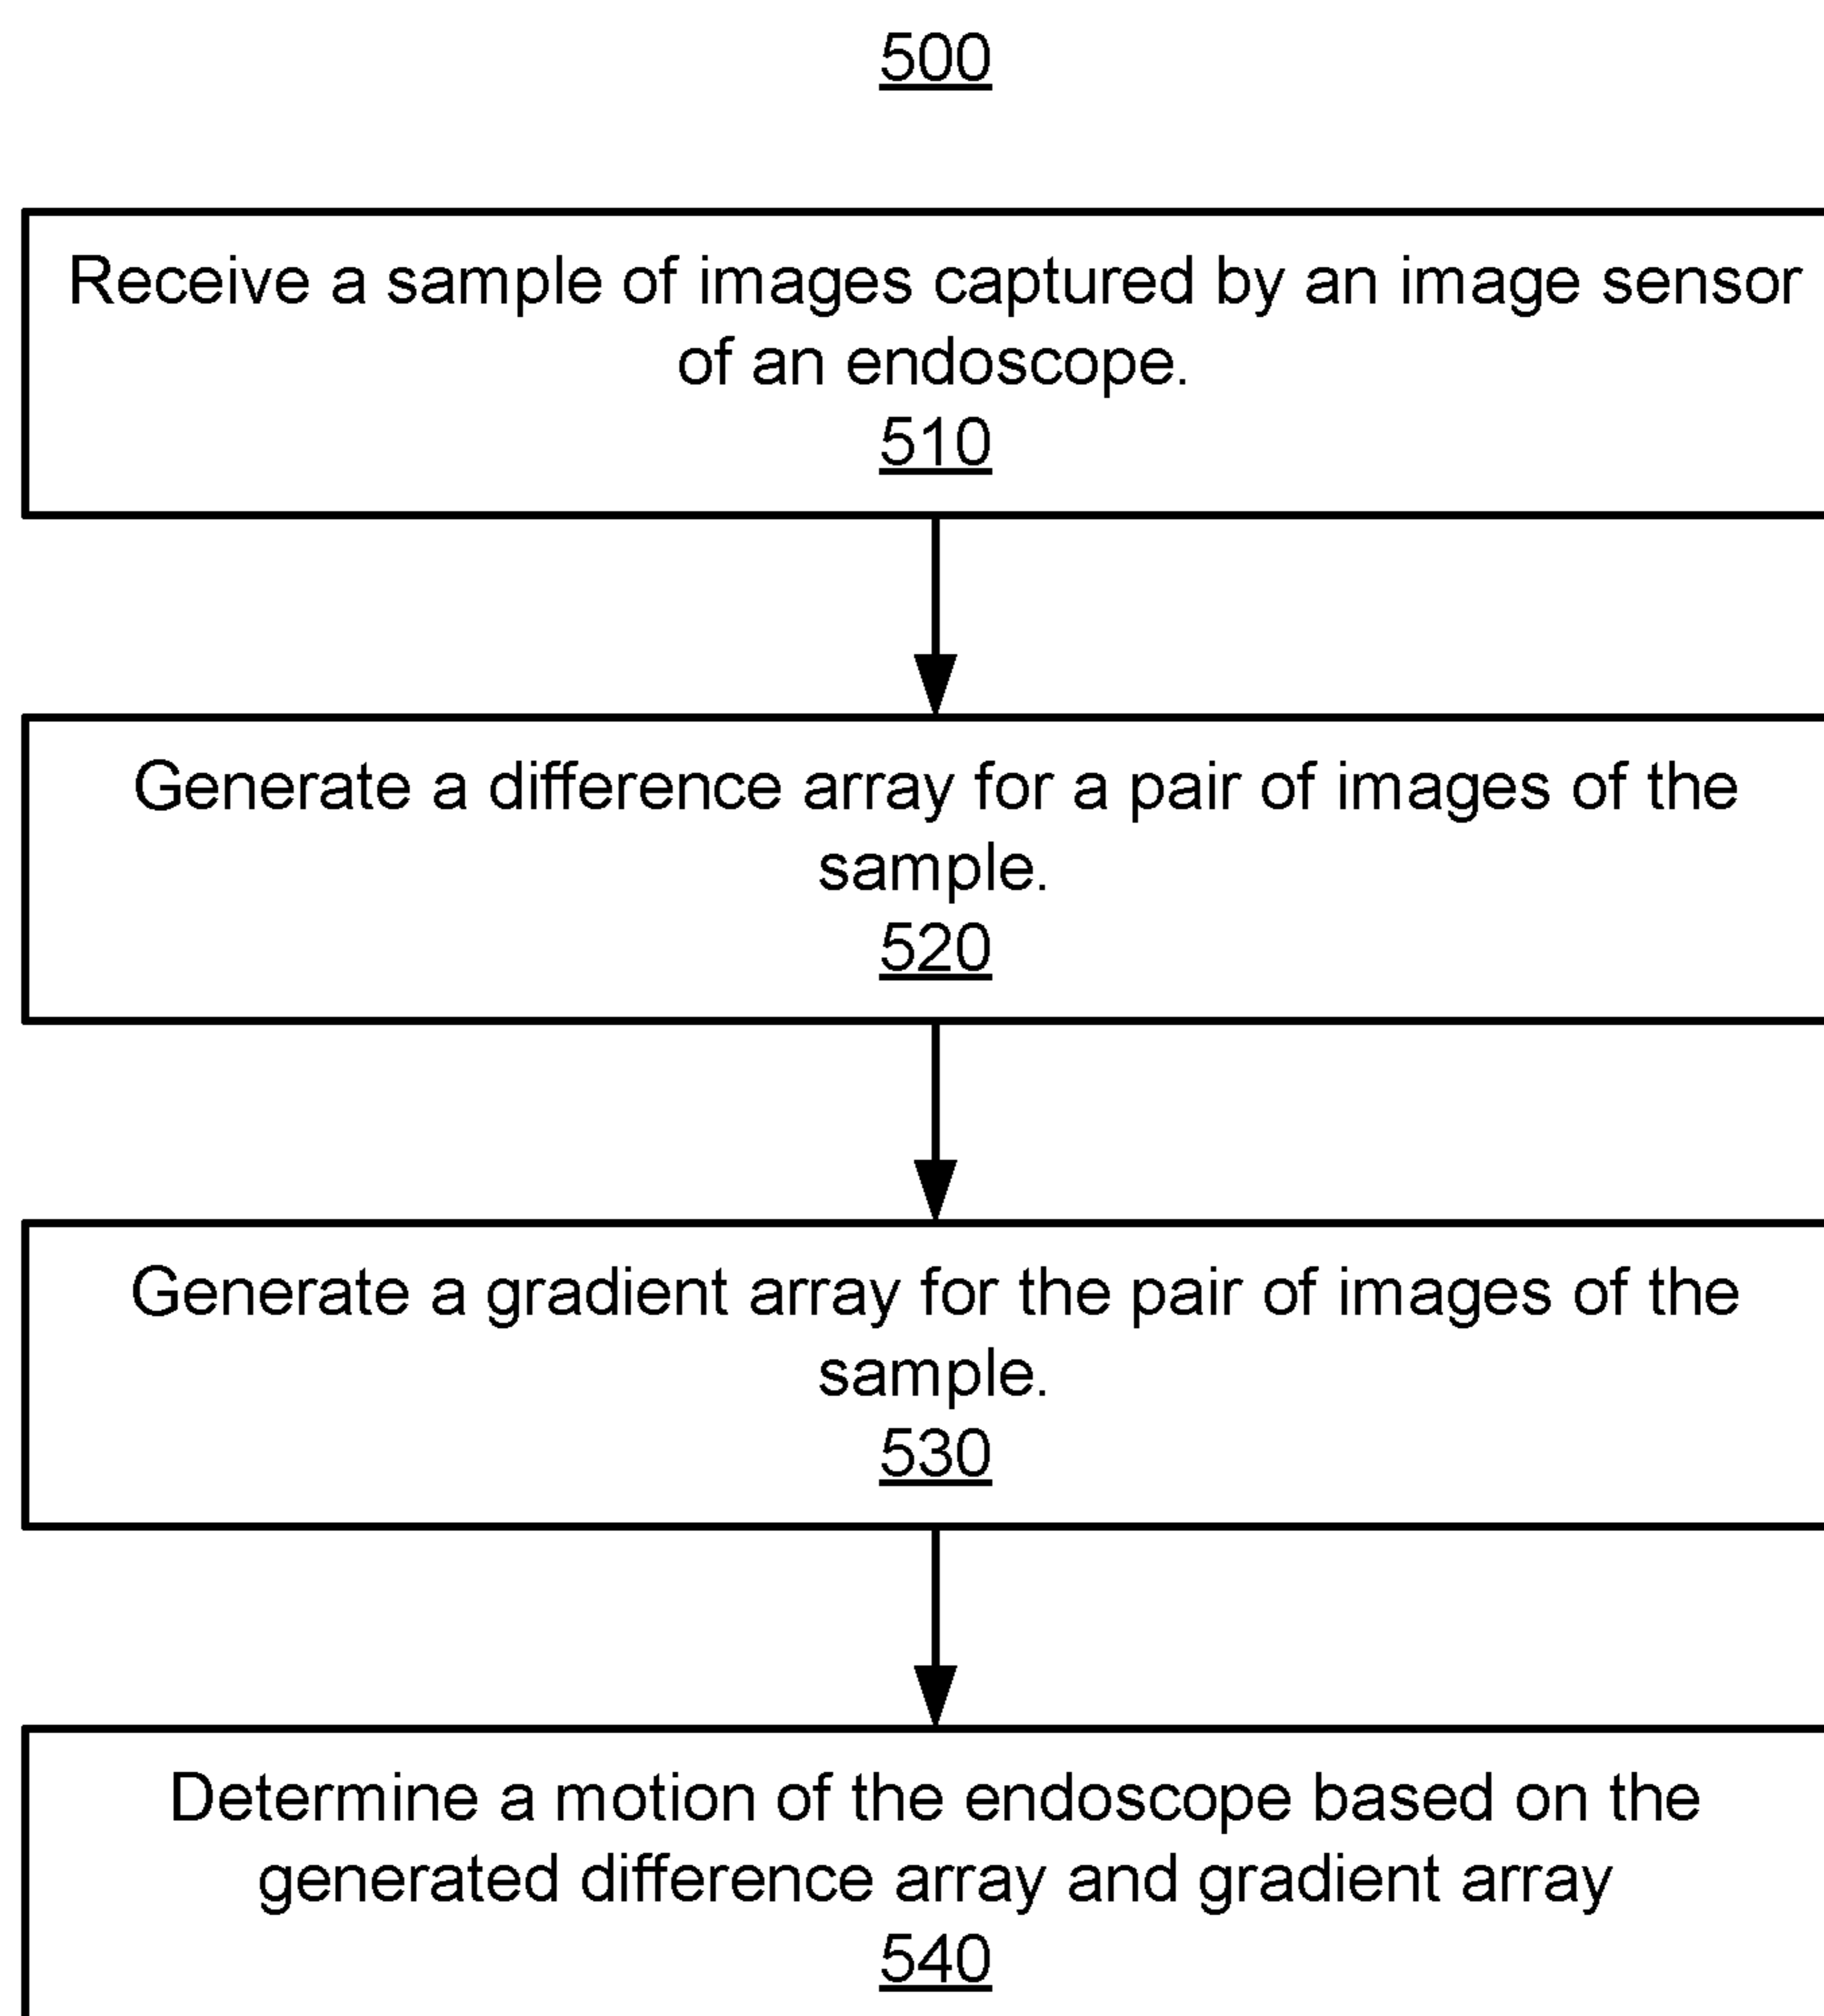 500
Receive a sample of images captured by an image sensor
of an endoscope.
510
Generate a difference array for a pair of images of the
sample.
520
Generate a gradient array for the pair of images of the
sample.
530
Determine a motion of the endoscope based on the
generated difference array and gradient array
540